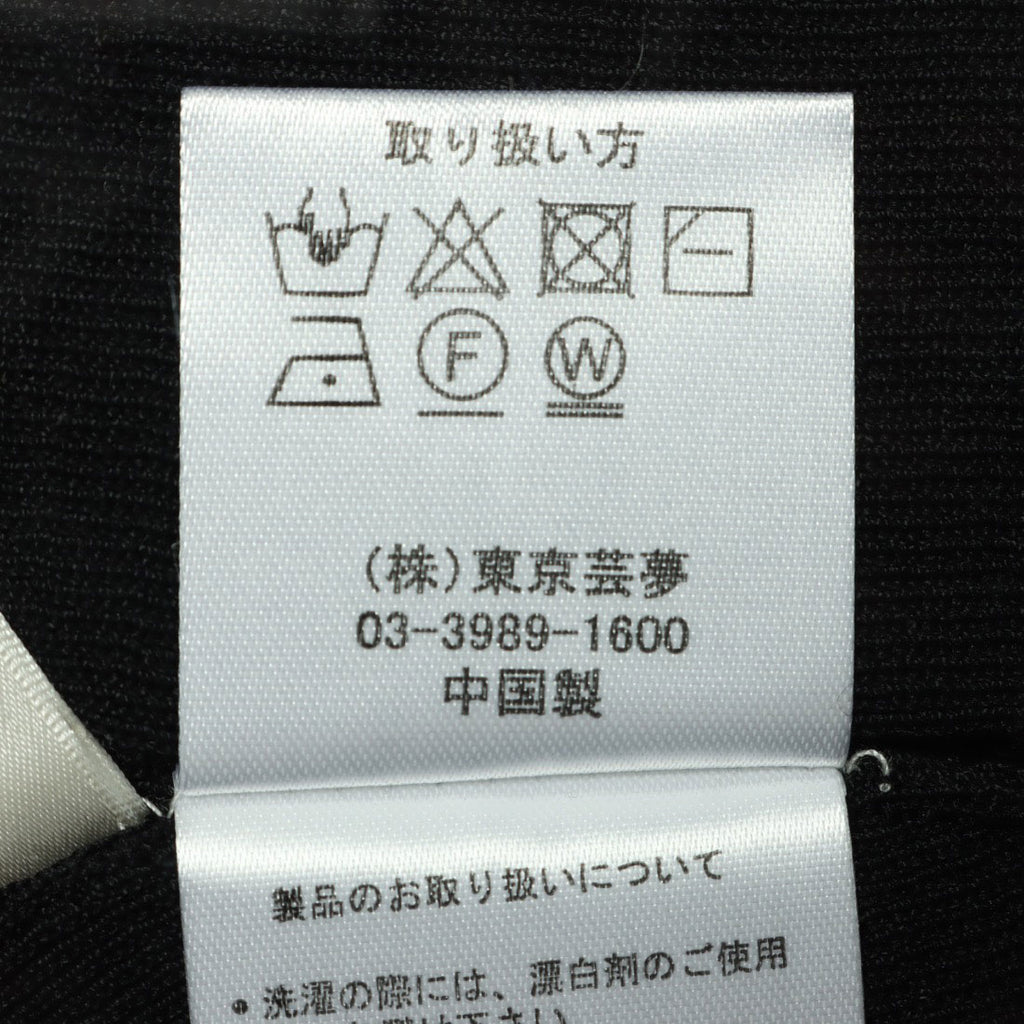 取り扱い方
F W
(株)東京芸夢
03-3989-1600
中国製
製品のお取り扱いについて
・洗濯の際には、漂白剤のご使用